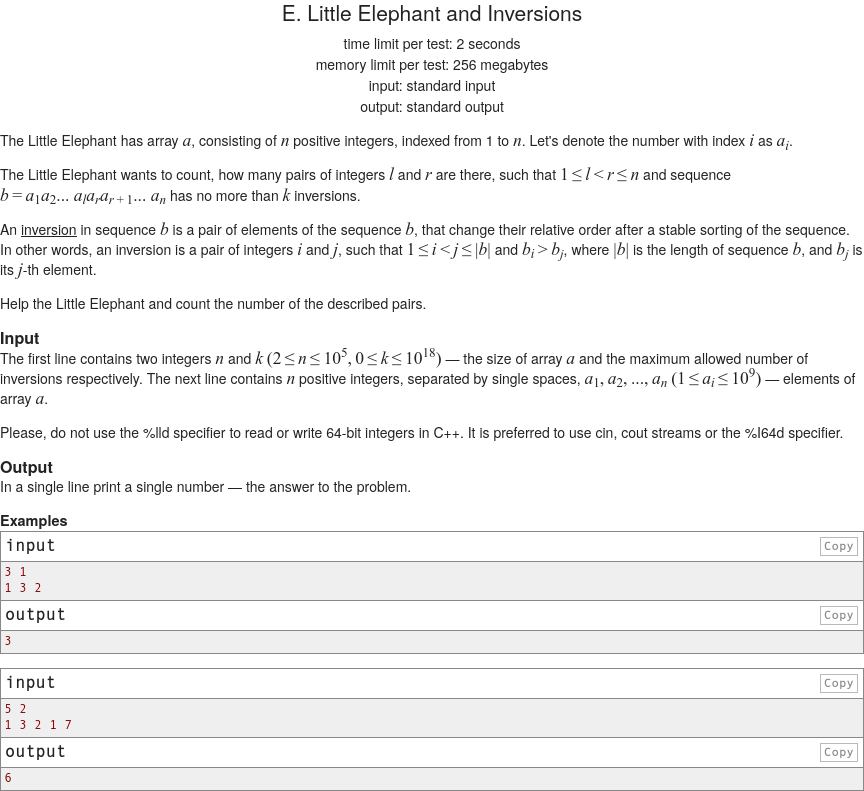 E. Little Elephant and Inversions
time limit per test: 2 seconds
memory limit per test: 256 megabytes
input: standard input
output: standard output
The Little Elephant has array a, consisting of n positive integers, indexed from 1 to n. Let's denote the number with index i as a_i.
The Little Elephant wants to count, how many pairs of integers l and r are there, such that 1 ≤ l < r ≤ n and sequence
b = a_1a_2... a_la_ra_{r + 1}... a_n has no more than k inversions.
An inversion in sequence b is a pair of elements of the sequence b, that change their relative order after a stable sorting of the sequence.
In other words, an inversion is a pair of integers i and j, such that 1 ≤ i < j ≤ |b| and b_i > b_j, where |b| is the length of sequence b, and b_j is
its j-th element.
Help the Little Elephant and count the number of the described pairs.
Input
The first line contains two integers n and k (2 ≤ n ≤ 10^5, 0 ≤ k ≤ 10^18) — the size of array a and the maximum allowed number of
inversions respectively. The next line contains n positive integers, separated by single spaces, a_1, a_2, ..., a_n (1 ≤ a_i ≤ 10^9) — elements of
array a.
Please, do not use the %lld specifier to read or write 64-bit integers in C++. It is preferred to use cin, cout streams or the %I64d specifier.
Output
In a single line print a single number — the answer to the problem.
Examples
input Copy
3 1
1 3 2
output Copy
3
input Copy
5 2
1 3 2 1 7
output Copy
6